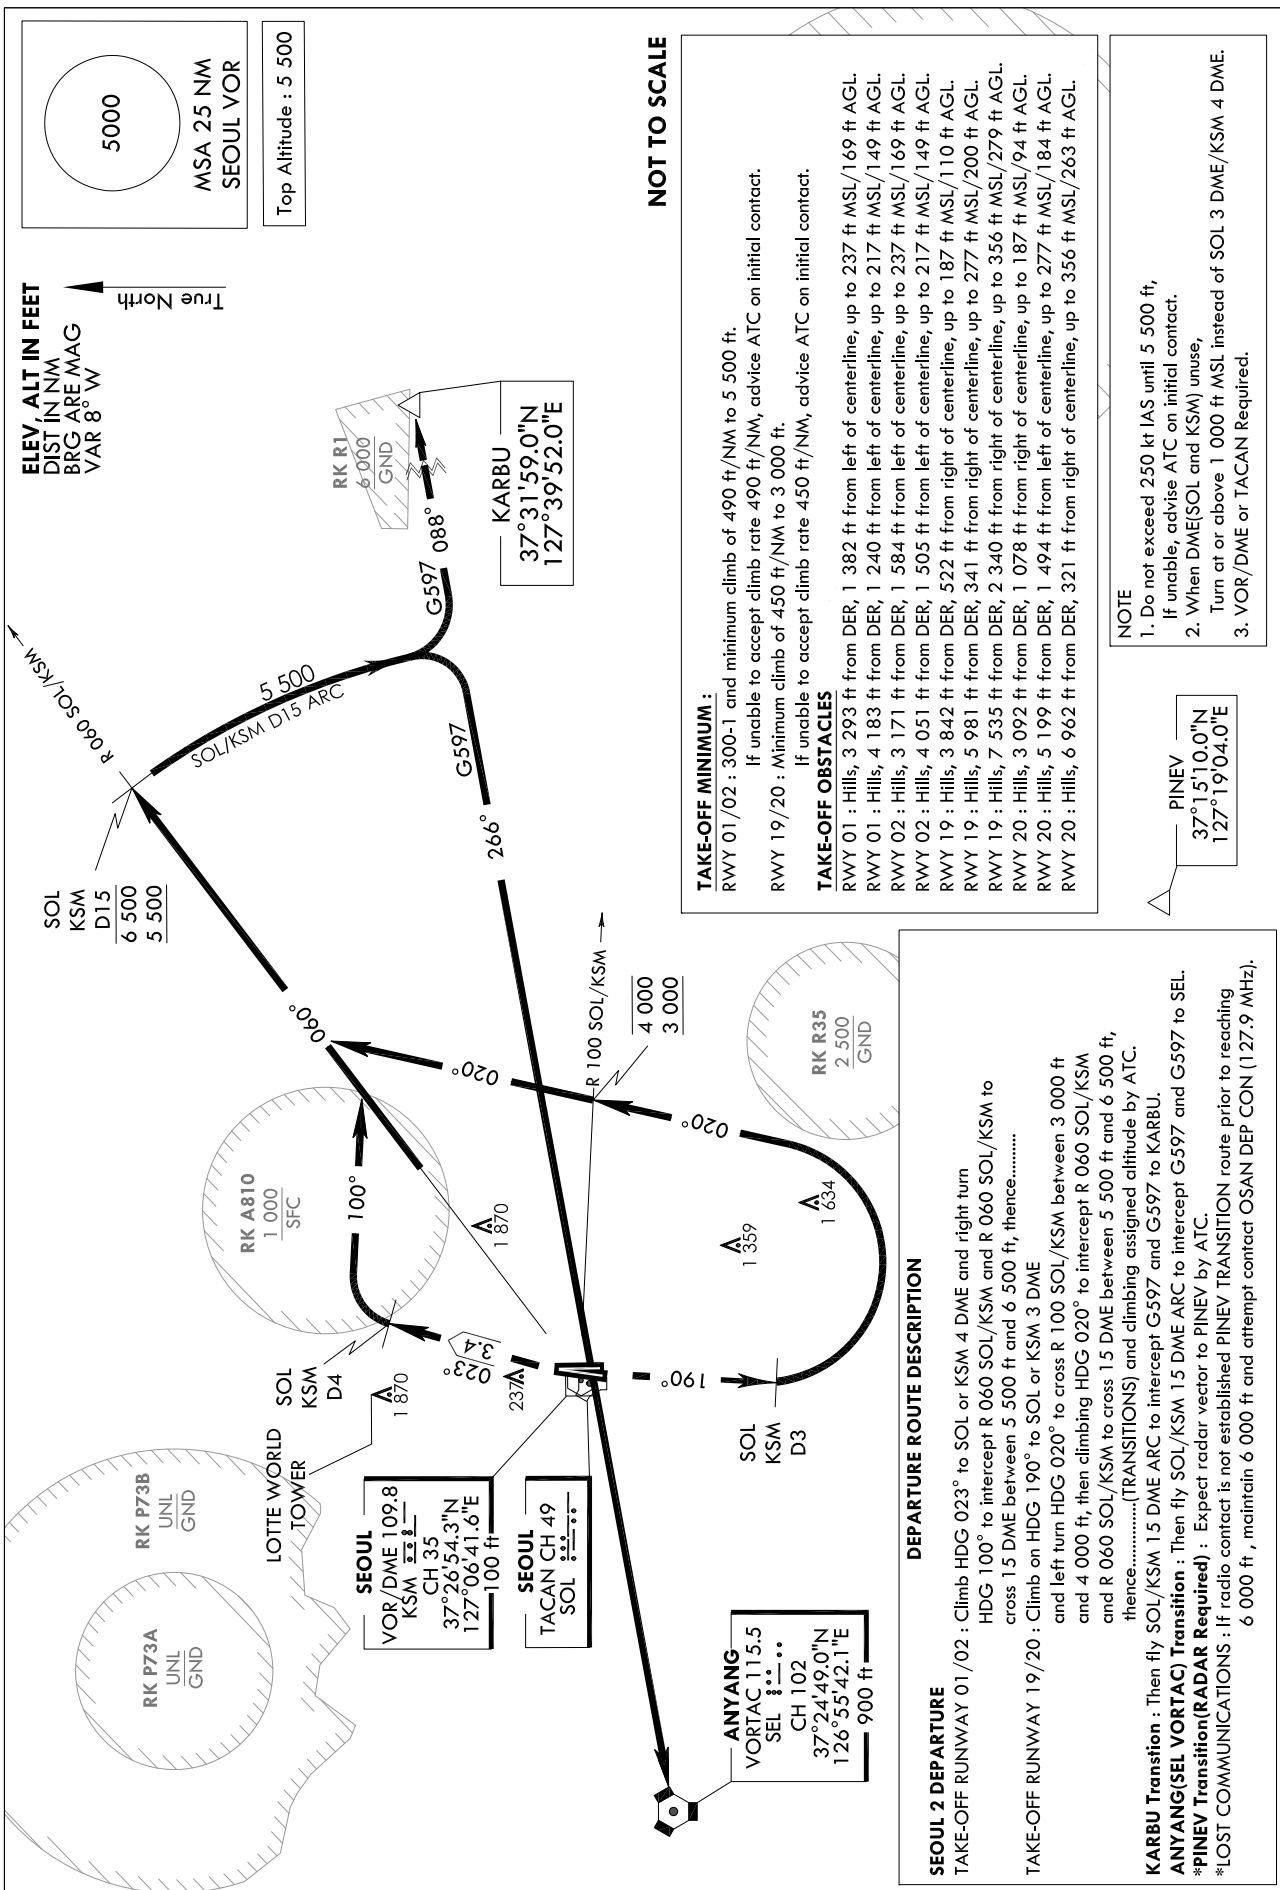 5000
MSA 25 NM
SEOUL VOR
Top Altitude : 5 500
ELEV, ALT IN FEET
DIST IN NM
BRG ARE MAG
VAR 8° W
True North
NOT TO SCALE
RK R1
6 000
GND
KARBU
37°31'59.0"N
127°39'52.0"E
G597
088°
R 060 SOL/KSM
5 500
SOL/KSM D15 ARC
G597
266°
SOL
KSM
D15
6 500
5 500
060°
020°
R 100 SOL/KSM
4 000
3 000
020°
RK R35
2 500
GND
RK A810
1 000
SFC
100°
1 870
1 359
1 634
SOL
KSM
D4
023°
3.4
237
190°
SOL
KSM
D3
LOTTE WORLD
TOWER
1 870
RK P73B
UNL
GND
RK P73A
UNL
GND
SEOUL
VOR/DME 109.8
KSM
CH 35
37°26'54.3"N
127°06'41.6"E
100 ft
SEOUL
TACAN CH 49
SOL
ANYANG
VORTAC 115.5
SEL
CH 102
37°24'49.0"N
126°55'42.1"E
900 ft
PINEV
37°15'10.0"N
127°19'04.0"E
TAKE-OFF MINIMUM :
RWY 01/02 : 300-1 and minimum climb of 490 ft/NM to 5 500 ft.
If unable to accept climb rate 490 ft/NM, advice ATC on initial contact.
RWY 19/20 : Minimum climb of 450 ft/NM to 3 000 ft.
If unable to accept climb rate 450 ft/NM, advice ATC on initial contact.
TAKE-OFF OBSTACLES
RWY 01 : Hills, 3 293 ft from DER, 1 382 ft from left of centerline, up to 237 ft MSL/169 ft AGL.
RWY 01 : Hills, 4 183 ft from DER, 1 240 ft from left of centerline, up to 217 ft MSL/149 ft AGL.
RWY 02 : Hills, 3 171 ft from DER, 1 584 ft from left of centerline, up to 237 ft MSL/169 ft AGL.
RWY 02 : Hills, 4 051 ft from DER, 1 505 ft from left of centerline, up to 217 ft MSL/149 ft AGL.
RWY 19 : Hills, 3 842 ft from DER, 522 ft from right of centerline, up to 187 ft MSL/110 ft AGL.
RWY 19 : Hills, 5 981 ft from DER, 341 ft from right of centerline, up to 277 ft MSL/200 ft AGL.
RWY 19 : Hills, 7 535 ft from DER, 2 340 ft from right of centerline, up to 356 ft MSL/279 ft AGL.
RWY 20 : Hills, 3 092 ft from DER, 1 078 ft from right of centerline, up to 187 ft MSL/94 ft AGL.
RWY 20 : Hills, 5 199 ft from DER, 1 494 ft from left of centerline, up to 277 ft MSL/184 ft AGL.
RWY 20 : Hills, 6 962 ft from DER, 321 ft from right of centerline, up to 356 ft MSL/263 ft AGL.
NOTE
1. Do not exceed 250 kt IAS until 5 500 ft,
If unable, advise ATC on initial contact.
2. When DME(SOL and KSM) unuse,
Turn at or above 1 000 ft MSL instead of SOL 3 DME/KSM 4 DME.
3. VOR/DME or TACAN Required.
DEPARTURE ROUTE DESCRIPTION
SEOUL 2 DEPARTURE
TAKE-OFF RUNWAY 01/02 : Climb HDG 023° to SOL or KSM 4 DME and right turn
HDG 100° to intercept R 060 SOL/KSM and R 060 SOL/KSM to
cross 15 DME between 5 500 ft and 6 500 ft, thence..........
TAKE-OFF RUNWAY 19/20 : Climb on HDG 190° to SOL or KSM 3 DME
and left turn HDG 020° to cross R 100 SOL/KSM between 3 000 ft
and 4 000 ft, then climbing HDG 020° to intercept R 060 SOL/KSM
and R 060 SOL/KSM to cross 15 DME between 5 500 ft and 6 500 ft,
thence..............(TRANSITIONS) and climbing assigned altitude by ATC.
KARBU Transtion : Then fly SOL/KSM 15 DME ARC to intercept G597 and G597 to KARBU.
ANYANG(SEL VORTAC) Transition : Then fly SOL/KSM 15 DME ARC to intercept G597 and G597 to SEL.
*PINEV Transition(RADAR Required) : Expect radar vector to PINEV by ATC.
*LOST COMMUNICATIONS : If radio contact is not established PINEV TRANSITION route prior to reaching
6 000 ft , maintain 6 000 ft and attempt contact OSAN DEP CON (127.9 MHz).